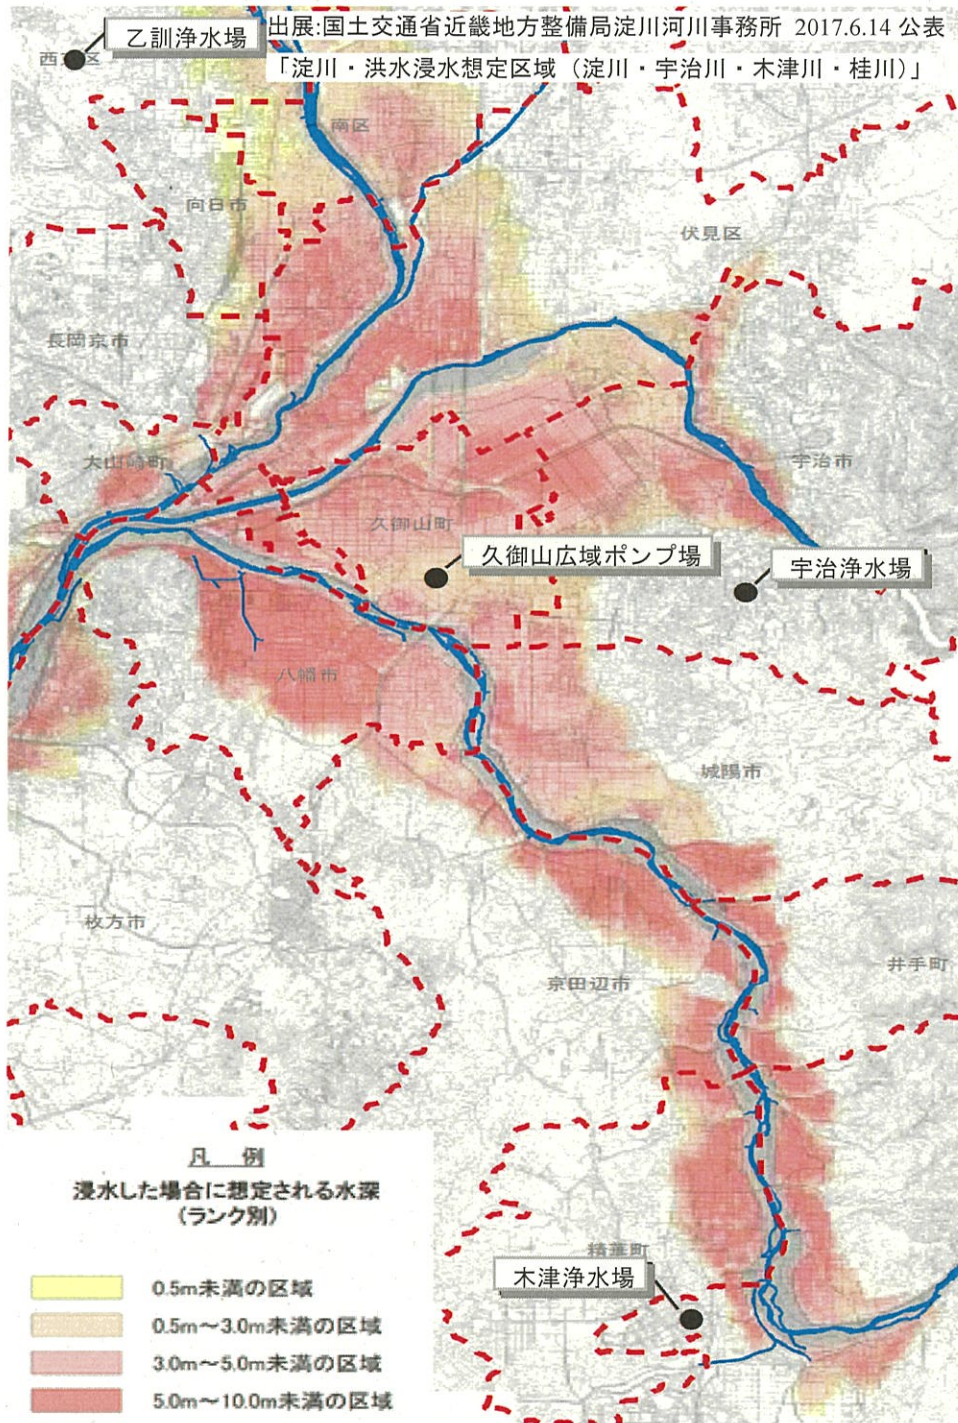 出展:国土交通省近畿地方整備局淀川河川事務所 2017.6.14 公表
「淀川・洪水浸水想定区域（淀川・宇治川・木津川・桂川）」
乙訓浄水場
南区
向日市
伏見区
長岡京市
大山崎町
宇治市
久御山町
久御山広域ポンプ場
宇治浄水場
八幡市
城陽市
枚方市
京田辺市
井手町
精華町
木津浄水場
凡 例
浸水した場合に想定される水深
(ランク別)
0.5m未満の区域
0.5m～3.0m未満の区域
3.0m～5.0m未満の区域
5.0m～10.0m未満の区域